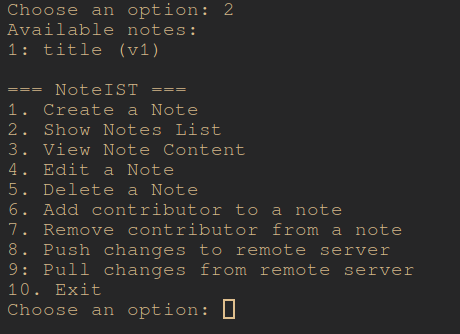 Choose an option: 2
Available notes:
1: title (v1)
=== NoteIST ===
1. Create a Note
2. Show Notes List
3. View Note Content
4. Edit a Note
5. Delete a Note
6. Add contributor to a note
7. Remove contributor from a note
8. Push changes to remote server
9: Pull changes from remote server
10. Exit
Choose an option: